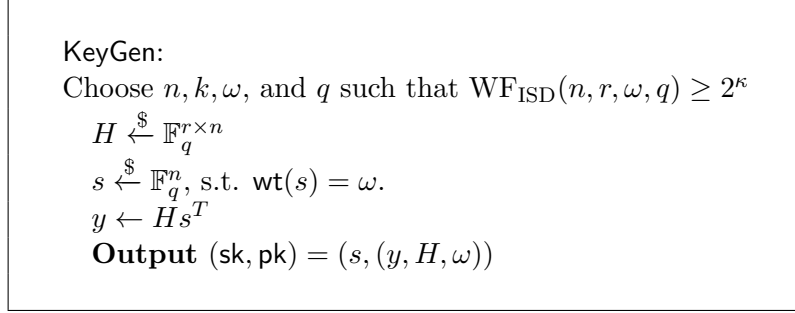 KeyGen:
Choose n, k, ω, and q such that WF_ISD(n, r, ω, q) ≥ 2^κ
H ←$ 𝔽_q^{r×n}
s ←$ 𝔽_q^n, s.t. wt(s) = ω.
y ← Hs^T
Output (sk, pk) = (s, (y, H, ω))